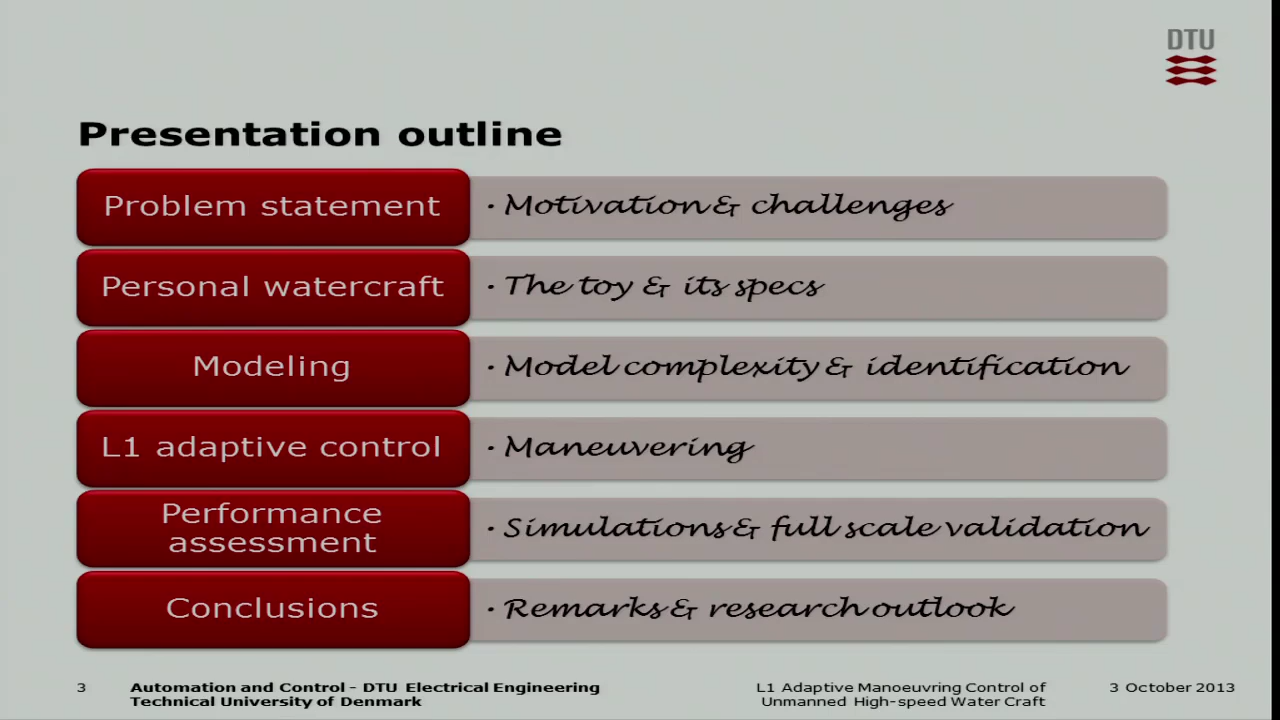 DTU
Presentation outline
Problem statement
• Motivation & challenges
Personal watercraft
• The toy & its specs
Modeling
• Model complexity & identification
L1 adaptive control
• Maneuvering
Performance
assessment
• Simulations & full scale validation
Conclusions
• Remarks & research outlook
3
Automation and Control - DTU Electrical Engineering
Technical University of Denmark
L1 Adaptive Manoeuvring Control of
Unmanned High-speed Water Craft
3 October 2013